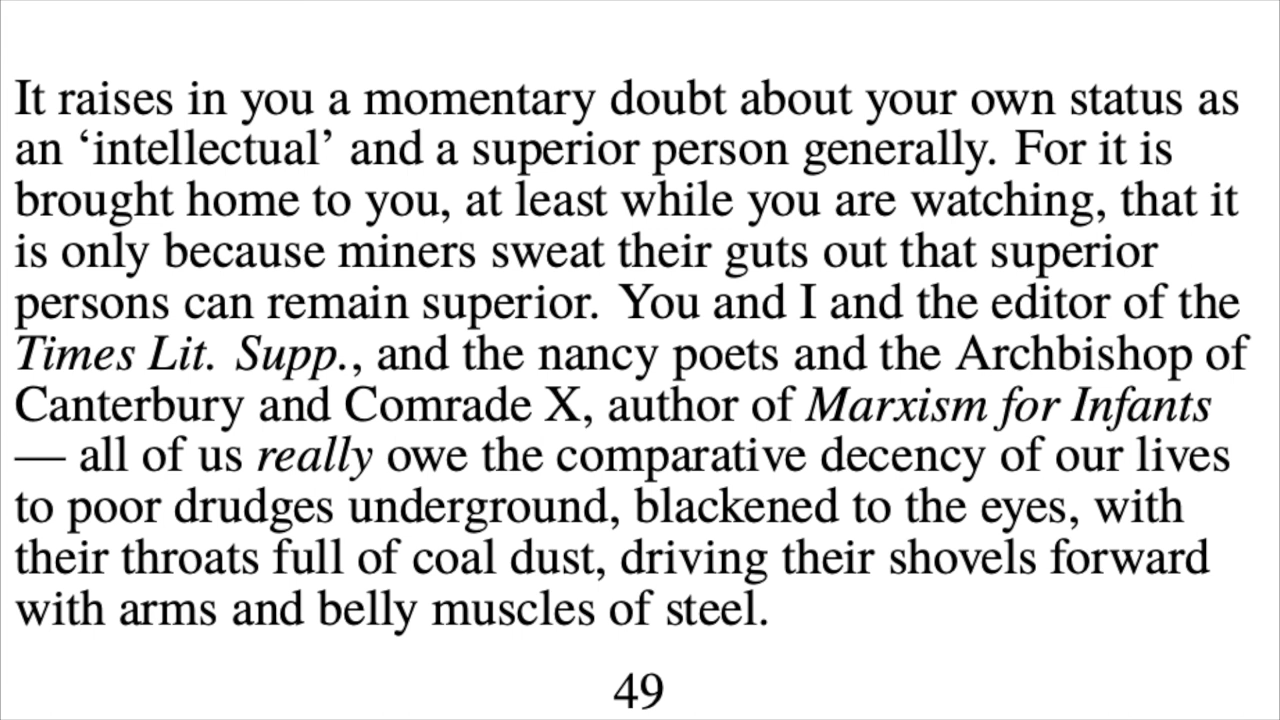 It raises in you a momentary doubt about your own status as
an ‘intellectual’ and a superior person generally. For it is
brought home to you, at least while you are watching, that it
is only because miners sweat their guts out that superior
persons can remain superior. You and I and the editor of the
Times Lit. Supp., and the nancy poets and the Archbishop of
Canterbury and Comrade X, author of Marxism for Infants
— all of us really owe the comparative decency of our lives
to poor drudges underground, blackened to the eyes, with
their throats full of coal dust, driving their shovels forward
with arms and belly muscles of steel.
49